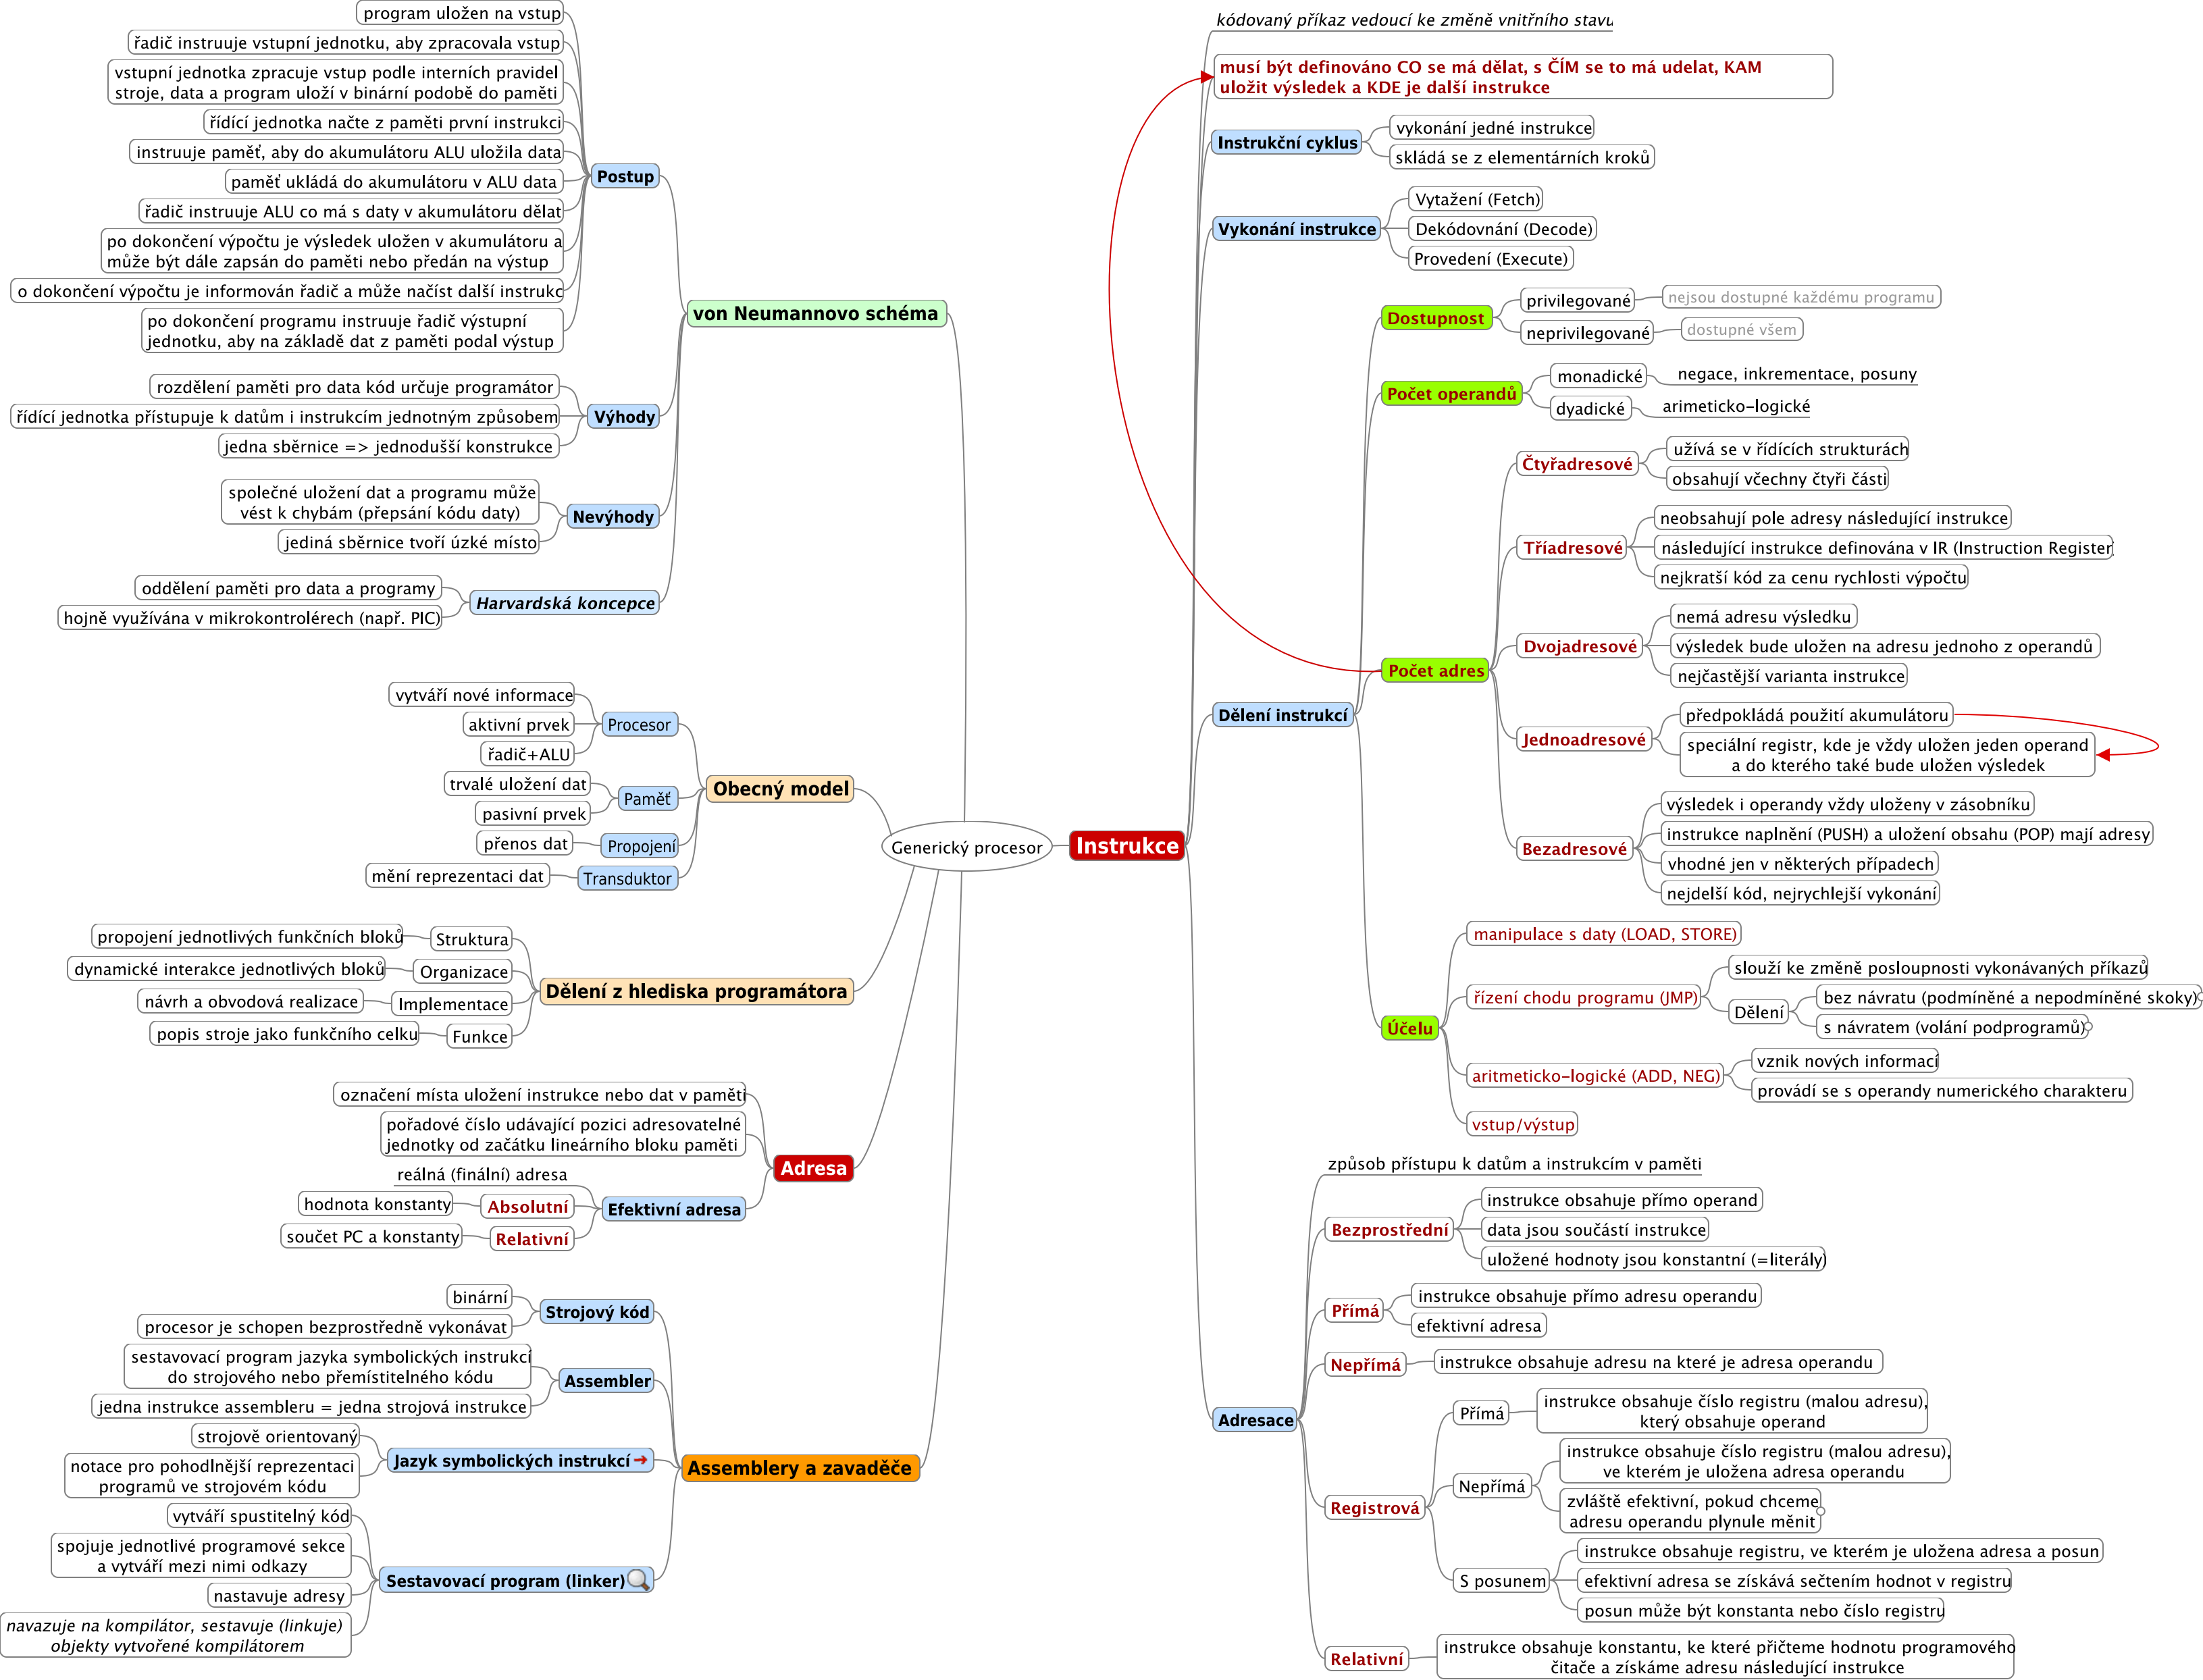 program uložen na vstup
řadič instruuje vstupní jednotku, aby zpracovala vstup
vstupní jednotka zpracuje vstup podle interních pravidel
stroje, data a program uloží v binární podobě do paměti
řídící jednotka načte z paměti první instrukci
instruuje paměť, aby do akumulátoru ALU uložila data
paměť ukládá do akumulátoru v ALU data
řadič instruuje ALU co má s daty v akumulátoru dělat
po dokončení výpočtu je výsledek uložen v akumulátoru a
může být dále zapsán do paměti nebo předán na výstup
o dokončení výpočtu je informován řadič a může načíst další instrukc
po dokončení programu instruuje řadič výstupní
jednotku, aby na základě dat z paměti podal výstup
Postup
rozdělení paměti pro data kód určuje programátor
řídící jednotka přístupuje k datům i instrukcím jednotným způsobem
jedna sběrnice => jednodušší konstrukce
Výhody
společné uložení dat a programu může
vést k chybám (přepsání kódu daty)
jediná sběrnice tvoří úzké místo
Nevýhody
oddělení paměti pro data a programy
hojně využívána v mikrokontrolérech (např. PIC)
Harvardská koncepce
von Neumannovo schéma
vytváří nové informace
aktivní prvek
řadič+ALU
Procesor
trvalé uložení dat
pasivní prvek
Paměť
přenos dat
Propojení
mění reprezentaci dat
Transduktor
Obecný model
propojení jednotlivých funkčních bloků
Struktura
dynamické interakce jednotlivých bloků
Organizace
návrh a obvodová realizace
Implementace
popis stroje jako funkčního celku
Funkce
Dělení z hlediska programátora
označení místa uložení instrukce nebo dat v paměti
pořadové číslo udávající pozici adresovatelné
jednotky od začátku lineárního bloku paměti
reálná (finální) adresa
hodnota konstanty
Absolutní
součet PC a konstanty
Relativní
Efektivní adresa
Adresa
binární
procesor je schopen bezprostředně vykonávat
Strojový kód
sestavovací program jazyka symbolických instrukcí
do strojového nebo přemístitelného kódu
jedna instrukce assembleru = jedna strojová instrukce
Assembler
strojově orientovaný
notace pro pohodlnější reprezentaci
programů ve strojovém kódu
Jazyk symbolických instrukcí
vytváří spustitelný kód
spojuje jednotlivé programové sekce
a vytváří mezi nimi odkazy
nastavuje adresy
navazuje na kompilátor, sestavuje (linkuje)
objekty vytvořené kompilátorem
Sestavovací program (linker)
Assemblery a zavaděče
Generický procesor
Instrukce
kódovaný příkaz vedoucí ke změně vnitřního stavu
musí být definováno CO se má dělat, s ČÍM se to má udelat, KAM
uložit výsledek a KDE je další instrukce
Instrukční cyklus
vykonání jedné instrukce
skládá se z elementárních kroků
Vykonání instrukce
Vytažení (Fetch)
Dekódovnání (Decode)
Provedení (Execute)
Dělení instrukcí
Dostupnost
privilegované
nejsou dostupné každému programu
neprivilegované
dostupné všem
Počet operandů
monadické
negace, inkrementace, posuny
dyadické
arimeticko-logické
Počet adres
Čtyřadresové
užívá se v řídících strukturách
obsahují včechny čtyři části
Tříadresové
neobsahují pole adresy následující instrukce
následující instrukce definována v IR (Instruction Register
nejkratší kód za cenu rychlosti výpočtu
Dvojadresové
nemá adresu výsledku
výsledek bude uložen na adresu jednoho z operandů
nejčastější varianta instrukce
Jednoadresové
předpokládá použití akumulátoru
speciální registr, kde je vždy uložen jeden operand
a do kterého také bude uložen výsledek
Bezadresové
výsledek i operandy vždy uloženy v zásobníku
instrukce naplnění (PUSH) a uložení obsahu (POP) mají adresy
vhodné jen v některých případech
nejdelší kód, nejrychlejší vykonání
Účelu
manipulace s daty (LOAD, STORE)
řízení chodu programu (JMP)
slouží ke změně posloupnosti vykonávaných příkazů
Dělení
bez návratu (podmíněné a nepodmíněné skoky)
s návratem (volání podprogramů)
aritmeticko-logické (ADD, NEG)
vznik nových informací
provádí se s operandy numerického charakteru
vstup/výstup
Adresace
způsob přístupu k datům a instrukcím v paměti
Bezprostřední
instrukce obsahuje přímo operand
data jsou součástí instrukce
uložené hodnoty jsou konstantní (=literály)
Přímá
instrukce obsahuje přímo adresu operandu
efektivní adresa
Nepřímá
instrukce obsahuje adresu na které je adresa operandu
Registrová
Přímá
instrukce obsahuje číslo registru (malou adresu),
který obsahuje operand
Nepřímá
instrukce obsahuje číslo registru (malou adresu),
ve kterém je uložena adresa operandu
zvláště efektivní, pokud chceme
adresu operandu plynule měnit
S posunem
instrukce obsahuje registru, ve kterém je uložena adresa a posun
efektivní adresa se získává sečtením hodnot v registru
posun může být konstanta nebo číslo registru
Relativní
instrukce obsahuje konstantu, ke které přičteme hodnotu programového
čitače a získáme adresu následující instrukce